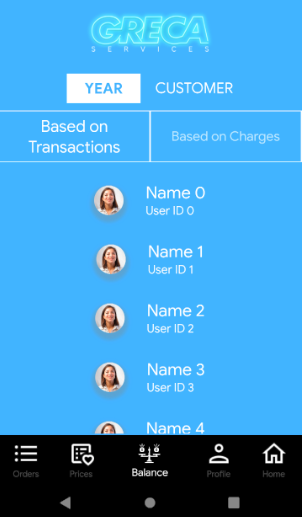 GRECA
SERVICES
YEAR CUSTOMER
Based on
Transactions
Based on Charges
Name 0
User ID 0
Name 1
User ID 1
Name 2
User ID 2
Name 3
User ID 3
Name 4
Orders Prices Balance Profile Home